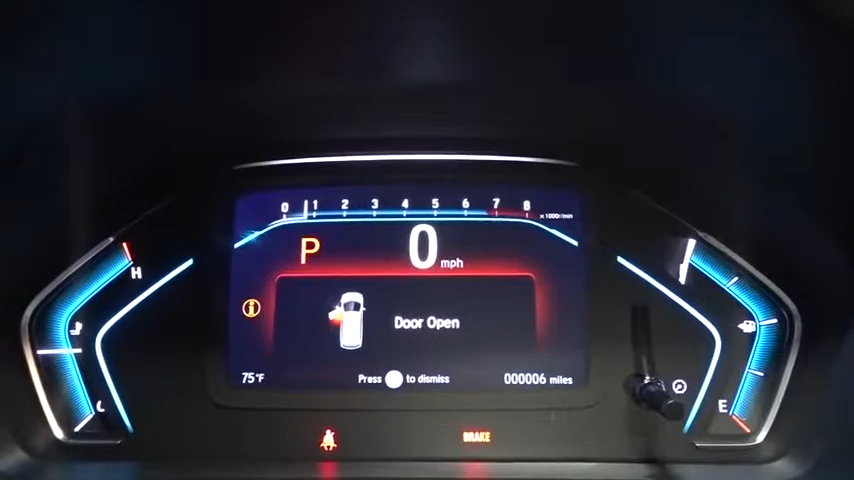 0 1 2 3 4 5 6 7 8 ×1000r/min
P 0 mph
H
Door Open
C
E
75°F Press to dismiss 000006 miles
BRAKE